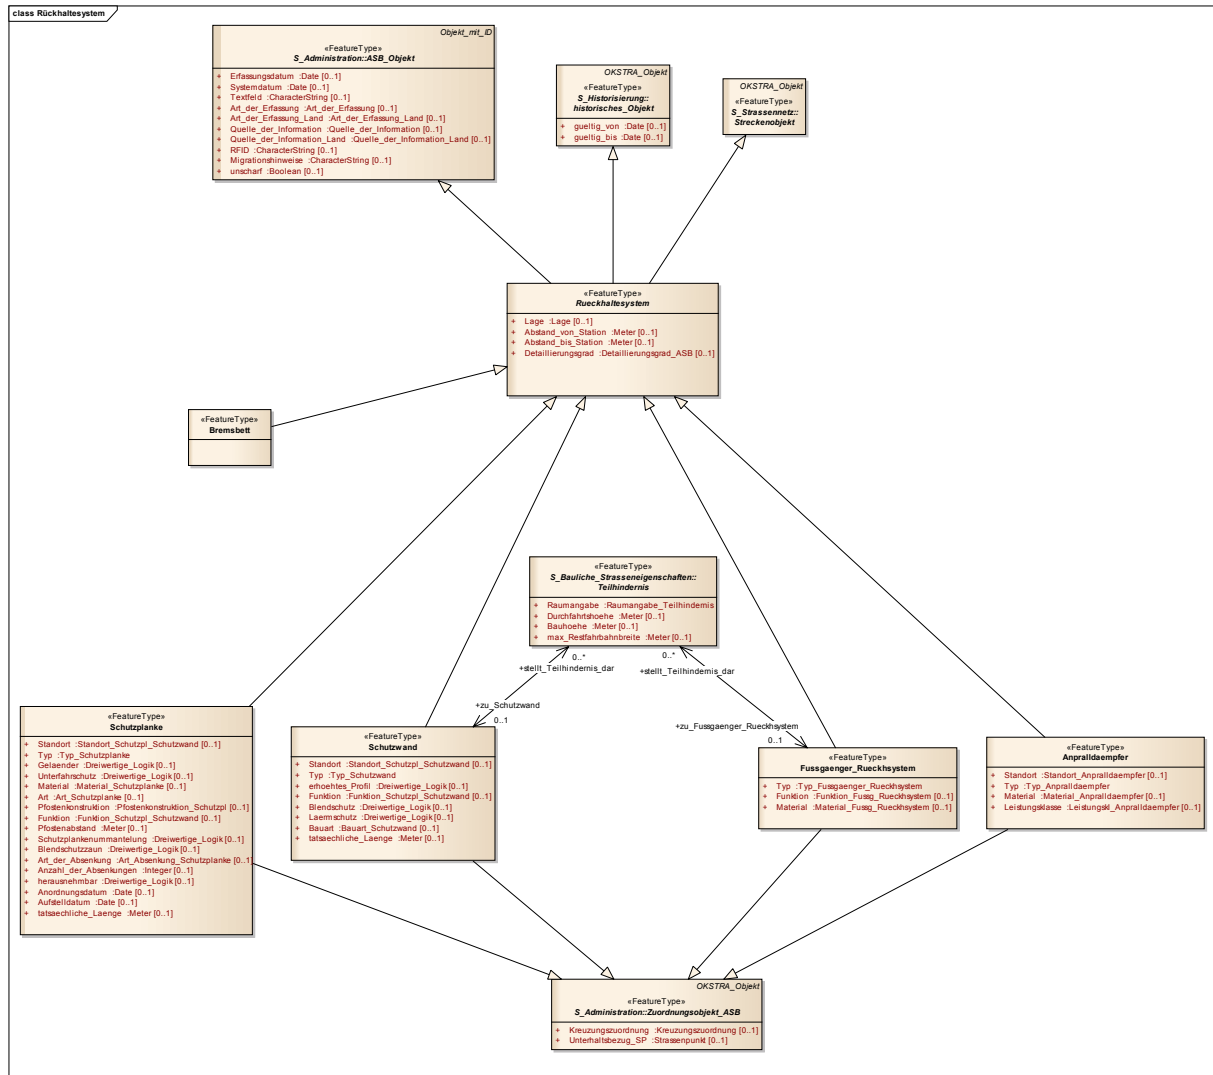 class Rückhaltesystem
Objekt_mit_ID
«FeatureType»
S_Administration::ASB_Objekt
+ Erfassungsdatum :Date [0..1]
+ Systemdatum :Date [0..1]
+ Textfeld :CharacterString [0..1]
+ Art_der_Erfassung :Art_der_Erfassung [0..1]
+ Art_der_Erfassung_Land :Art_der_Erfassung_Land [0..1]
+ Quelle_der_Information :Quelle_der_Information [0..1]
+ Quelle_der_Information_Land :Quelle_der_Information_Land [0..1]
+ RFID :CharacterString [0..1]
+ Migrationshinweise :CharacterString [0..1]
+ unscharf :Boolean [0..1]
OKSTRA_Objekt
«FeatureType»
S_Historisierung::
historisches_Objekt
+ gueltig_von :Date [0..1]
+ gueltig_bis :Date [0..1]
OKSTRA_Objekt
«FeatureType»
S_Strassennetz::
Streckenobjekt
«FeatureType»
Rueckhaltesystem
+ Lage :Lage [0..1]
+ Abstand_von_Station :Meter [0..1]
+ Abstand_bis_Station :Meter [0..1]
+ Detaillierungsgrad :Detaillierungsgrad_ASB [0..1]
«FeatureType»
Bremsbett
«FeatureType»
S_Bauliche_Strasseneigenschaften::
Teilhindernis
+ Raumangabe :Raumangabe_Teilhindernis
+ Durchfahrtshoehe :Meter [0..1]
+ Bauhoehe :Meter [0..1]
+ max_Restfahrbahnbreite :Meter [0..1]
0..*
+stellt_Teilhindernis_dar
0..*
+stellt_Teilhindernis_dar
+zu_Schutzwand
0..1
+zu_Fussgaenger_Rueckhsystem
0..1
«FeatureType»
Schutzplanke
+ Standort :Standort_Schutzpl_Schutzwand [0..1]
+ Typ :Typ_Schutzplanke
+ Gelaender :Dreiwertige_Logik [0..1]
+ Unterfahrschutz :Dreiwertige_Logik [0..1]
+ Material :Material_Schutzplanke [0..1]
+ Art :Art_Schutzplanke [0..1]
+ Pfostenkonstruktion :Pfostenkonstruktion_Schutzpl [0..1]
+ Funktion :Funktion_Schutzpl_Schutzwand [0..1]
+ Pfostenabstand :Meter [0..1]
+ Schutzplankenummantelung :Dreiwertige_Logik [0..1]
+ Blendschutzzaun :Dreiwertige_Logik [0..1]
+ Art_der_Absenkung :Art_Absenkung_Schutzplanke [0..1]
+ Anzahl_der_Absenkungen :Integer [0..1]
+ herausnehmbar :Dreiwertige_Logik [0..1]
+ Anordnungsdatum :Date [0..1]
+ Aufstelldatum :Date [0..1]
+ tatsaechliche_Laenge :Meter [0..1]
«FeatureType»
Schutzwand
+ Standort :Standort_Schutzpl_Schutzwand [0..1]
+ Typ :Typ_Schutzwand
+ erhoehtes_Profil :Dreiwertige_Logik [0..1]
+ Funktion :Funktion_Schutzpl_Schutzwand [0..1]
+ Blendschutz :Dreiwertige_Logik [0..1]
+ Laermschutz :Dreiwertige_Logik [0..1]
+ Bauart :Bauart_Schutzwand [0..1]
+ tatsaechliche_Laenge :Meter [0..1]
«FeatureType»
Fussgaenger_Rueckhsystem
+ Typ :Typ_Fussgaenger_Rueckhsystem
+ Funktion :Funktion_Fussg_Rueckhsystem [0..1]
+ Material :Material_Fussg_Rueckhsystem [0..1]
«FeatureType»
Anpralldaempfer
+ Standort :Standort_Anpralldaempfer [0..1]
+ Typ :Typ_Anpralldaempfer
+ Material :Material_Anpralldaempfer [0..1]
+ Leistungsklasse :Leistungskl_Anpralldaempfer [0..1]
OKSTRA_Objekt
«FeatureType»
S_Administration::Zuordnungsobjekt_ASB
+ Kreuzungszuordnung :Kreuzungszuordnung [0..1]
+ Unterhaltsbezug_SP :Strassenpunkt [0..1]